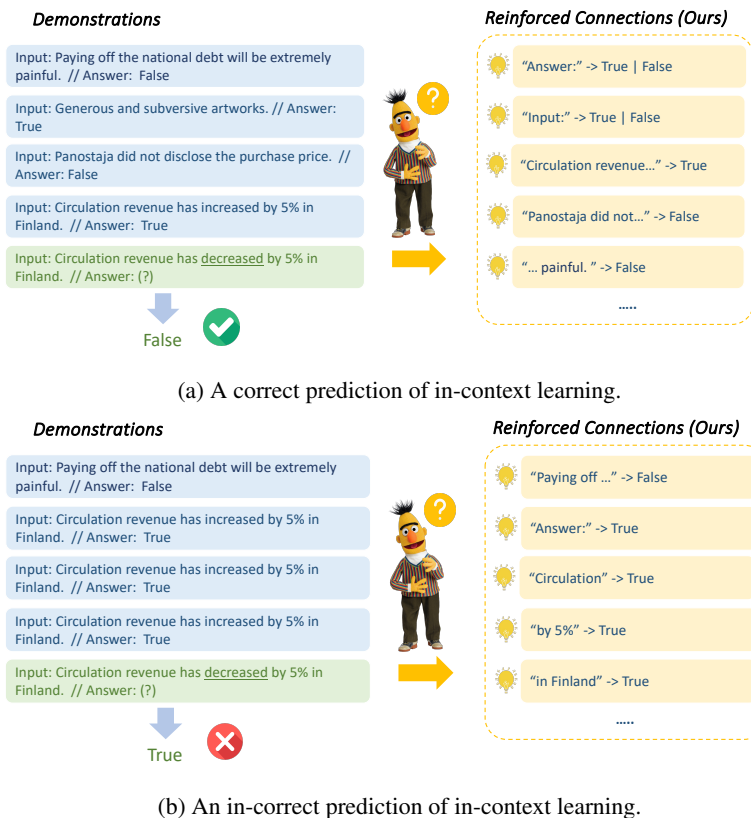 Demonstrations
Input: Paying off the national debt will be extremely
painful. // Answer: False
Input: Generous and subversive artworks. // Answer:
True
Input: Panostaja did not disclose the purchase price. //
Answer: False
Input: Circulation revenue has increased by 5% in
Finland. // Answer: True
Input: Circulation revenue has decreased by 5% in
Finland. // Answer: (?)
False
?
Reinforced Connections (Ours)
“Answer:” -> True | False
“Input:” -> True | False
“Circulation revenue...” -> True
“Panostaja did not...” -> False
“... painful. ” -> False
.....
(a) A correct prediction of in-context learning.
Demonstrations
Input: Paying off the national debt will be extremely
painful. // Answer: False
Input: Circulation revenue has increased by 5% in
Finland. // Answer: True
Input: Circulation revenue has increased by 5% in
Finland. // Answer: True
Input: Circulation revenue has increased by 5% in
Finland. // Answer: True
Input: Circulation revenue has decreased by 5% in
Finland. // Answer: (?)
True
?
Reinforced Connections (Ours)
“Paying off ...” -> False
“Answer:” -> True
“Circulation” -> True
“by 5%” -> True
“in Finland” -> True
.....
(b) An in-correct prediction of in-context learning.